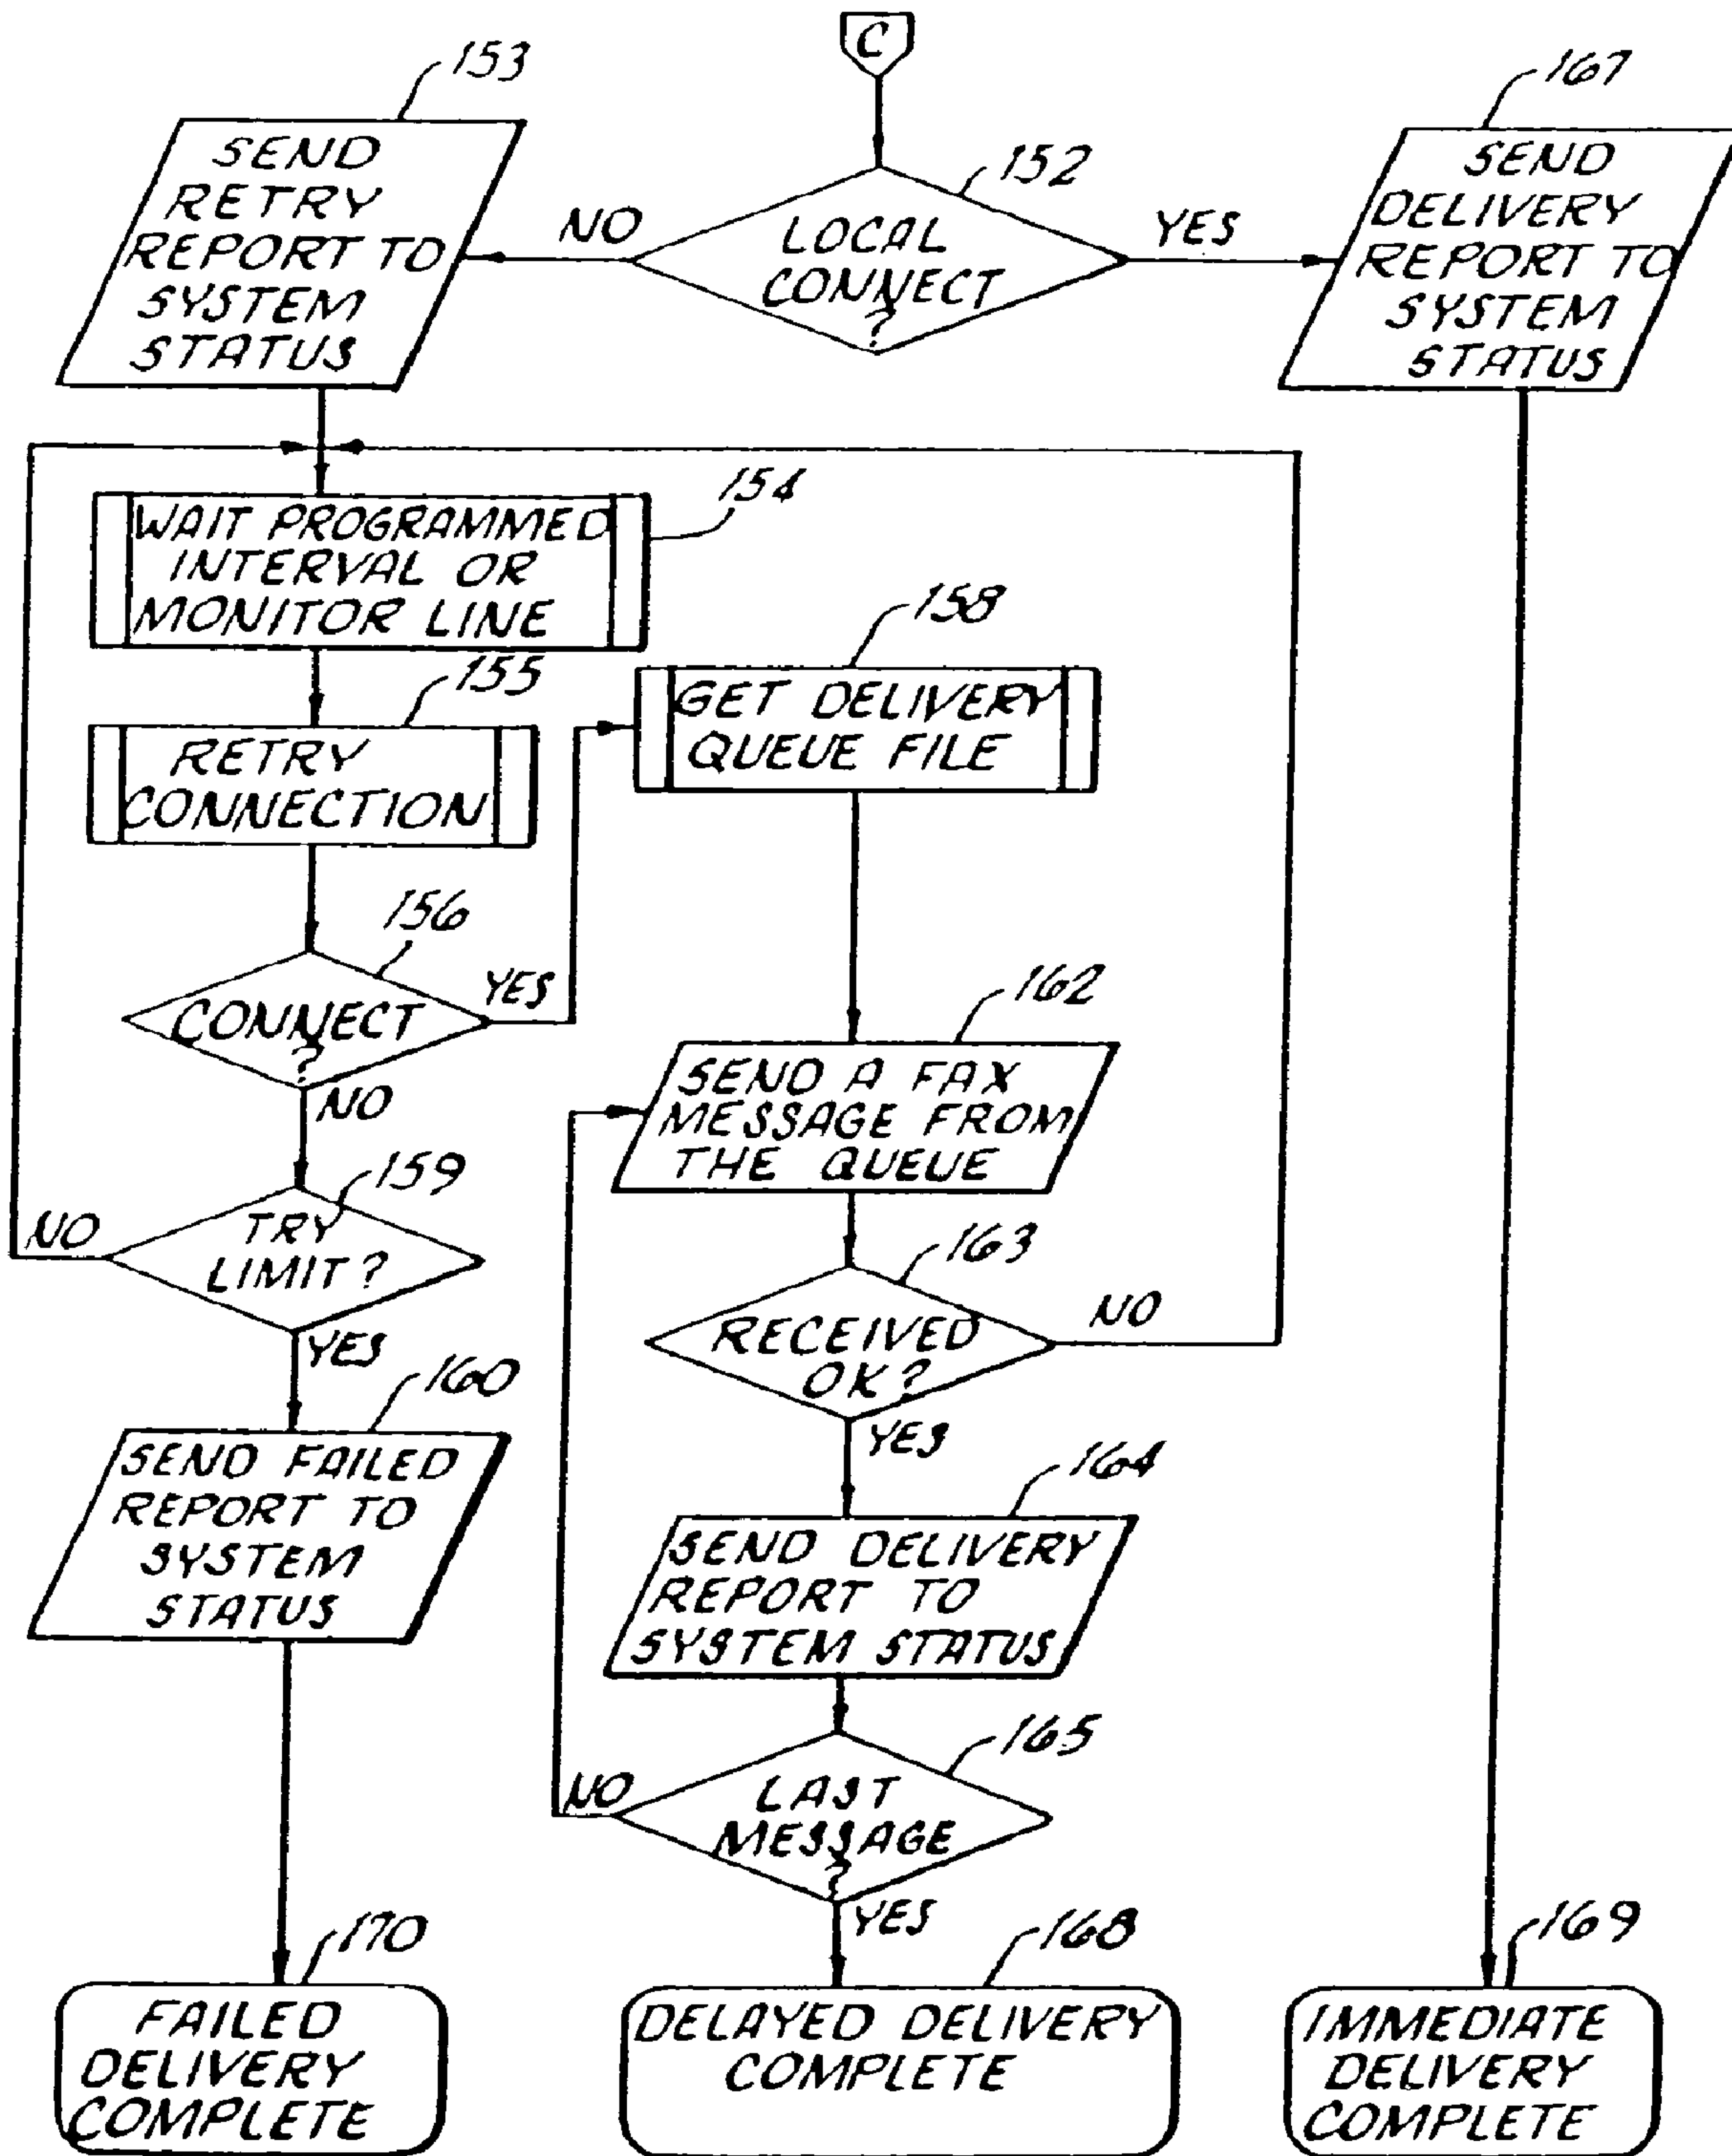 C
153
SEND
RETRY
REPORT TO
SYSTEM
STATUS
NO
152
LOCAL
CONNECT
?
YES
167
SEND
DELIVERY
REPORT TO
SYSTEM
STATUS
154
WAIT PROGRAMMED
INTERVAL OR
MONITOR LINE
155
RETRY
CONNECTION
158
GET DELIVERY
QUEUE FILE
156
CONNECT
?
YES
NO
162
SEND A FAX
MESSAGE FROM
THE QUEUE
159
TRY
LIMIT?
NO
YES
163
RECEIVED
OK?
NO
YES
160
SEND FAILED
REPORT TO
SYSTEM
STATUS
164
SEND DELIVERY
REPORT TO
SYSTEM STATUS
165
LAST
MESSAGE
?
NO
YES
170
FAILED
DELIVERY
COMPLETE
168
DELAYED DELIVERY
COMPLETE
169
IMMEDIATE
DELIVERY
COMPLETE